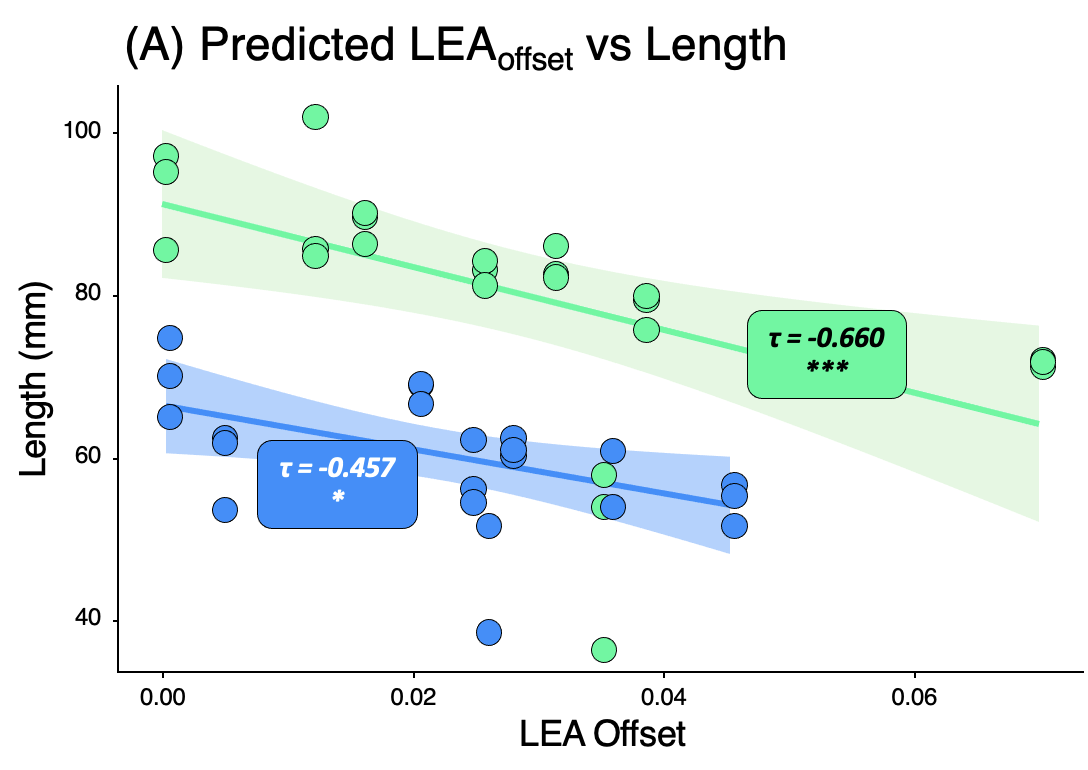 (A) Predicted LEAoffset vs Length
100
80
60
40
Length (mm)
τ = -0.660
***
τ = -0.457
*
0.00
0.02
0.04
0.06
LEA Offset